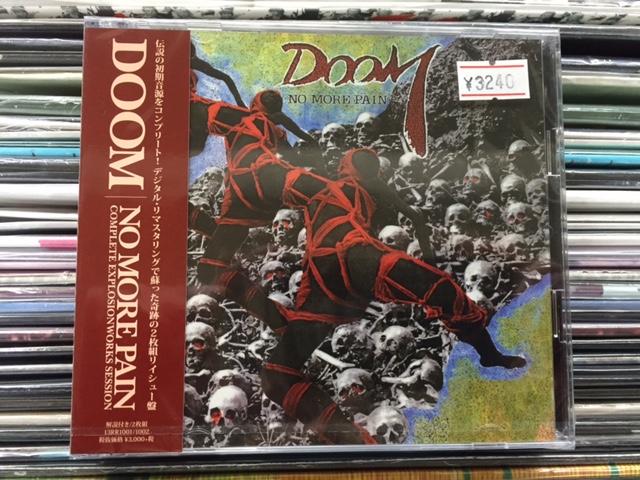 DOOM
NO MORE PAIN
COMPLETE EXPLOSIONWORKS SESSION
伝説の初期音源をコンプリート！デジタル・リマスタリングで蘇った奇跡の2枚組リイシュー盤
解説付き/2枚組
13RR1001/1002
税抜価格 ¥3,000+税
DOOM
NO MORE PAIN
¥3240